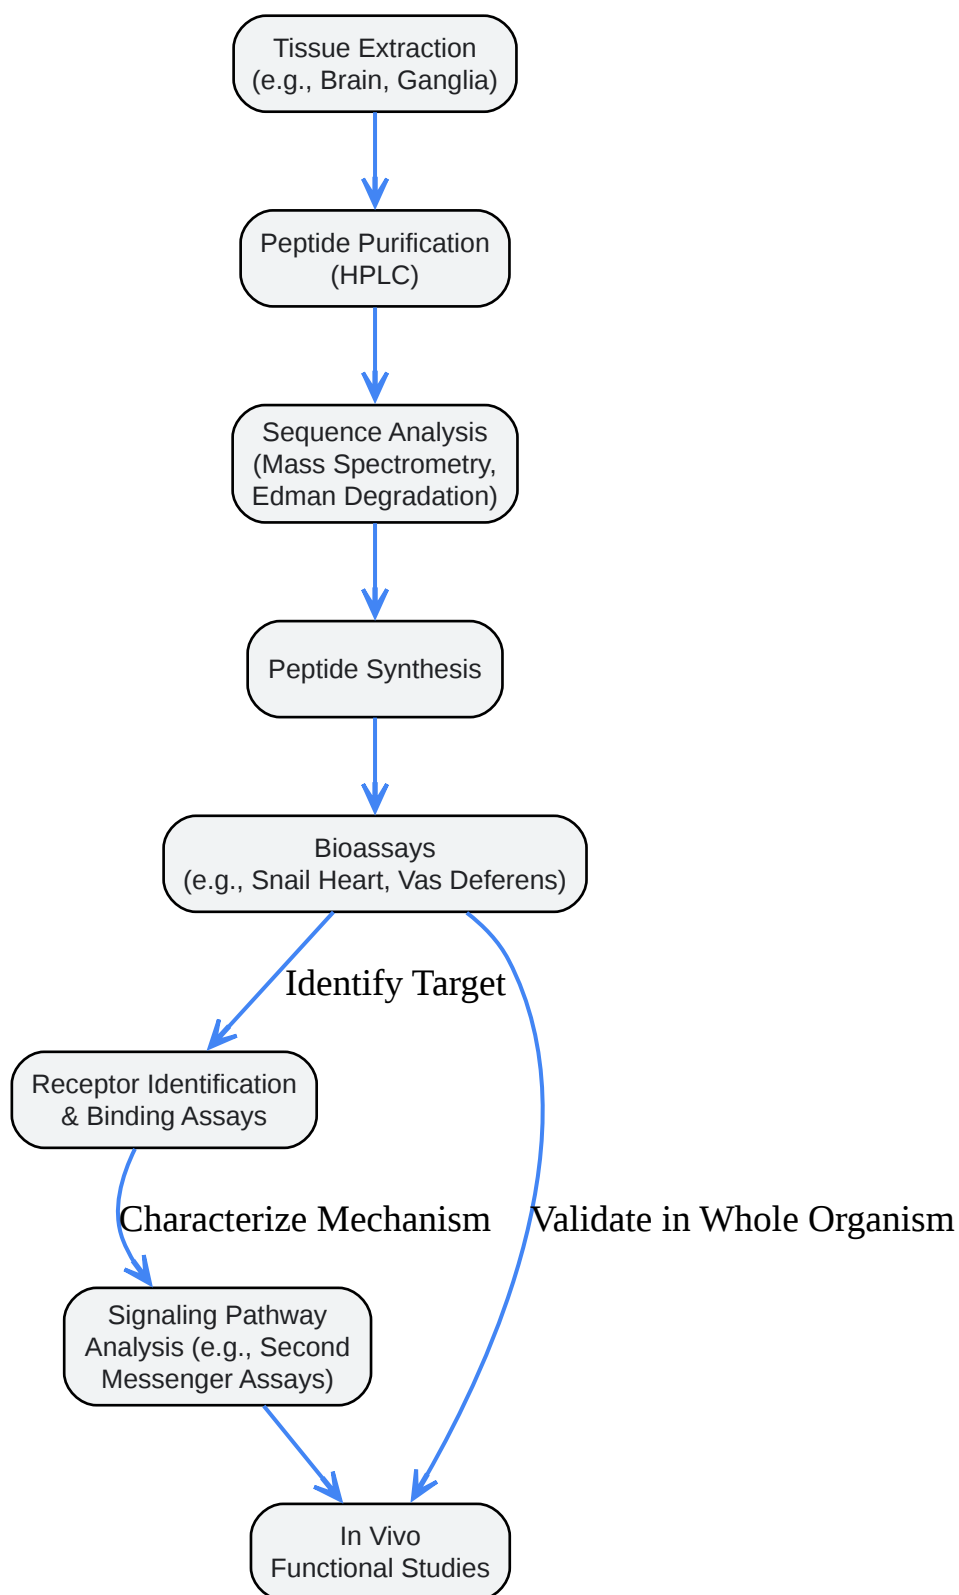 Tissue Extraction
(e.g., Brain, Ganglia)
Peptide Purification
(HPLC)
Sequence Analysis
(Mass Spectrometry,
Edman Degradation)
Peptide Synthesis
Bioassays
(e.g., Snail Heart, Vas Deferens)
Identify Target
Receptor Identification
& Binding Assays
Characterize Mechanism
Validate in Whole Organism
Signaling Pathway
Analysis (e.g., Second
Messenger Assays)
In Vivo
Functional Studies